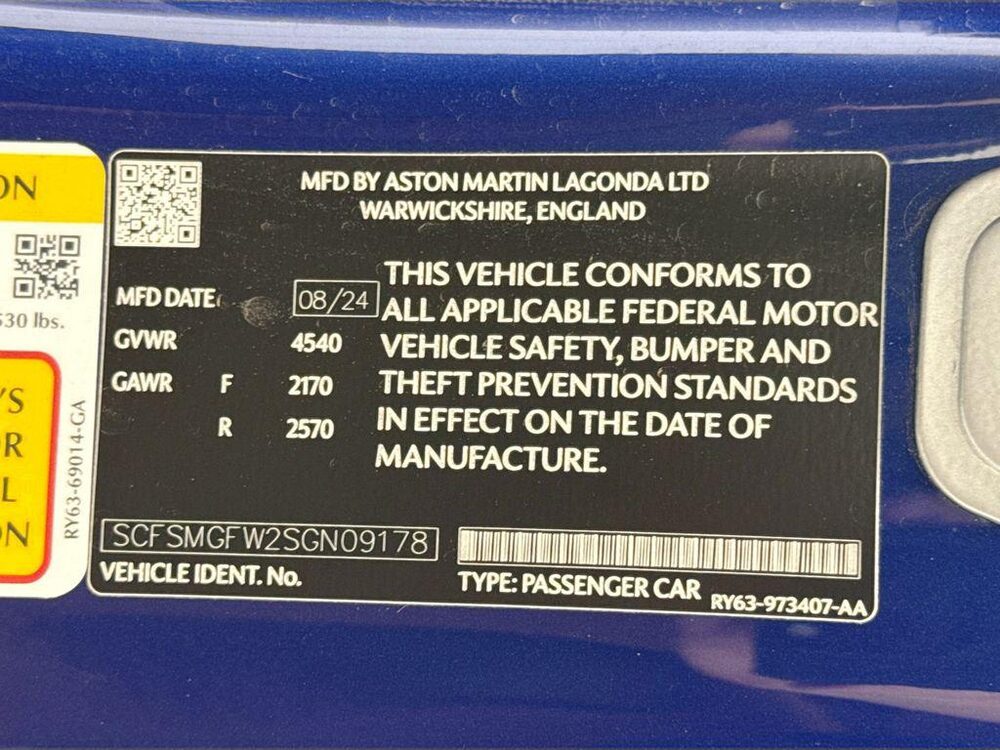 ON
530 lbs.
'S
OR
L
ON
RY63-69014-GA
MFD BY ASTON MARTIN LAGONDA LTD
WARWICKSHIRE, ENGLAND
MFD DATE 08/24
GVWR 4540
GAWR F 2170
R 2570
THIS VEHICLE CONFORMS TO
ALL APPLICABLE FEDERAL MOTOR
VEHICLE SAFETY, BUMPER AND
THEFT PREVENTION STANDARDS
IN EFFECT ON THE DATE OF
MANUFACTURE.
SCFSMGFW2SGN09178
VEHICLE IDENT. No.
TYPE: PASSENGER CAR
RY63-973407-AA